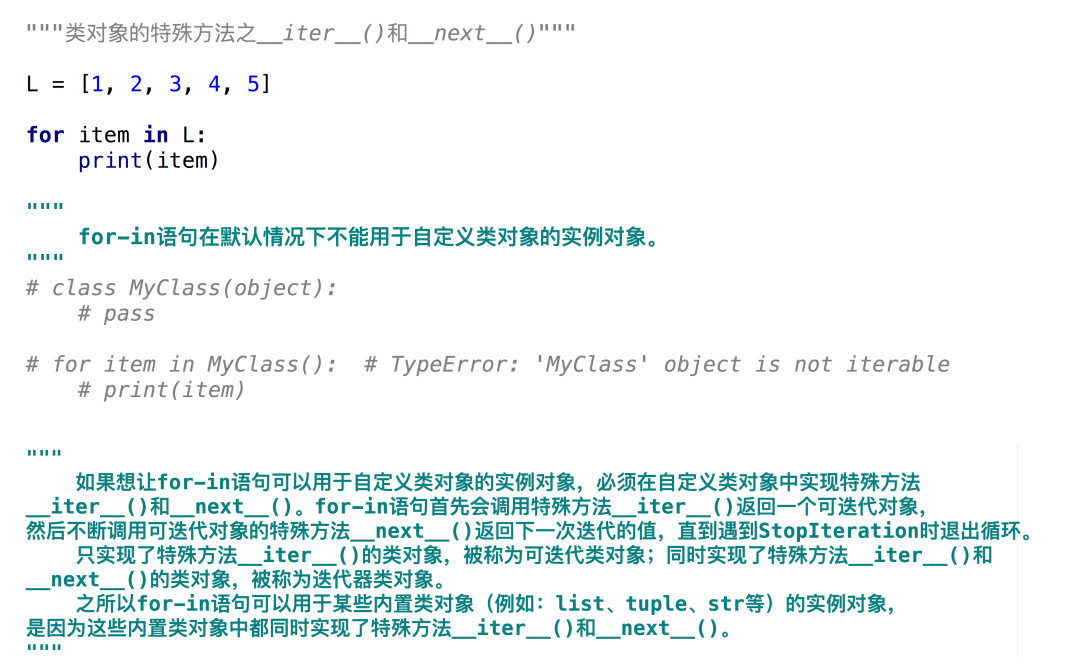 """类对象的特殊方法之__iter__()和__next__()"""
L = [1, 2, 3, 4, 5]
for item in L:
    print(item)
"""
    for-in语句在默认情况下不能用于自定义类对象的实例对象。
"""
# class MyClass(object):
    # pass
# for item in MyClass():  # TypeError: 'MyClass' object is not iterable
    # print(item)
"""
    如果想让for-in语句可以用于自定义类对象的实例对象，必须在自定义类对象中实现特殊方法
__iter__()和__next__()。for-in语句首先会调用特殊方法__iter__()返回一个可迭代对象，
然后不断调用可迭代对象的特殊方法__next__()返回下一次迭代的值，直到遇到StopIteration时退出循环。
    只实现了特殊方法__iter__()的类对象，被称为可迭代类对象；同时实现了特殊方法__iter__()和
__next__()的类对象，被称为迭代器类对象。
    之所以for-in语句可以用于某些内置类对象（例如：list、tuple、str等）的实例对象，
是因为这些内置类对象中都同时实现了特殊方法__iter__()和__next__()。
"""